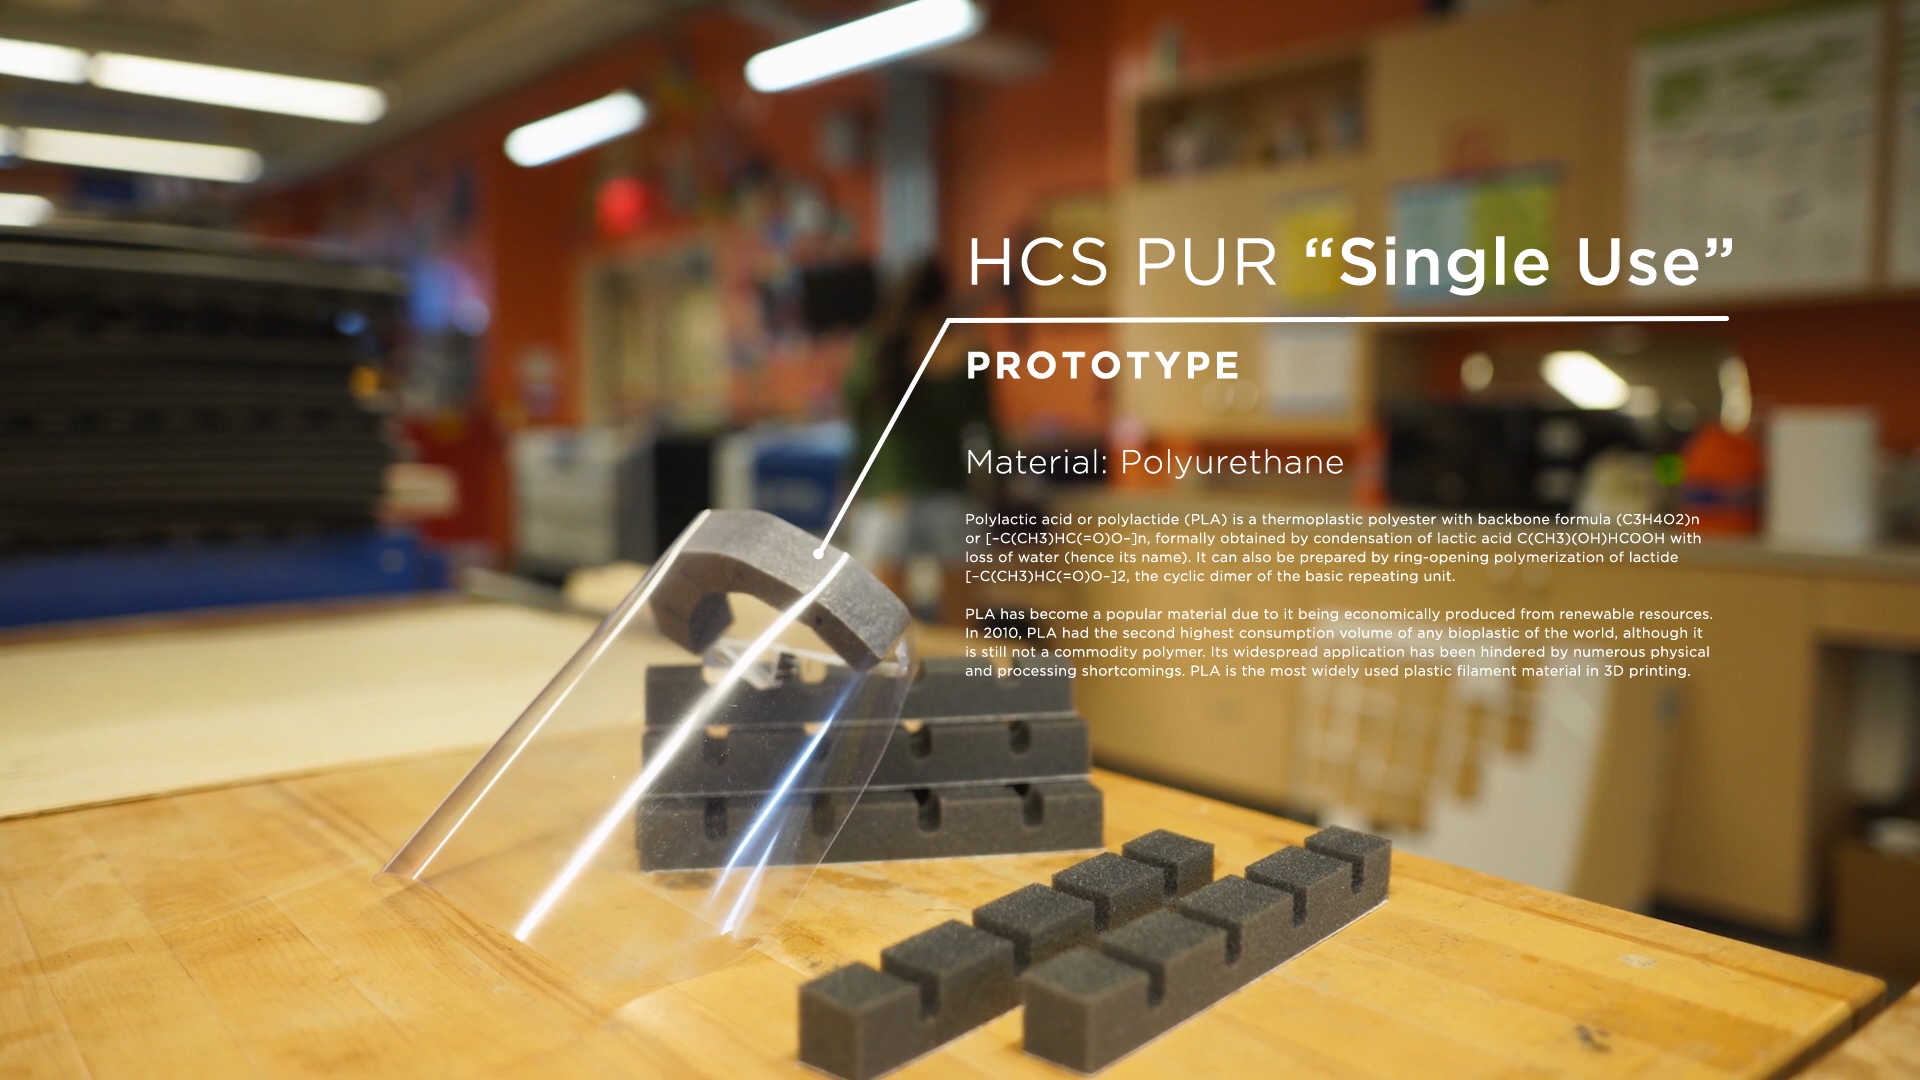 HCS PUR “Single Use”
PROTOTYPE
Material: Polyurethane
Polylactic acid or polylactide (PLA) is a thermoplastic polyester with backbone formula (C3H4O2)n
or [–C(CH3)HC(=O)O–]n, formally obtained by condensation of lactic acid C(CH3)(OH)HCOOH with
loss of water (hence its name). It can also be prepared by ring-opening polymerization of lactide
[–C(CH3)HC(=O)O–]2, the cyclic dimer of the basic repeating unit.
PLA has become a popular material due to it being economically produced from renewable resources.
In 2010, PLA had the second highest consumption volume of any bioplastic of the world, although it
is still not a commodity polymer. Its widespread application has been hindered by numerous physical
and processing shortcomings. PLA is the most widely used plastic filament material in 3D printing.